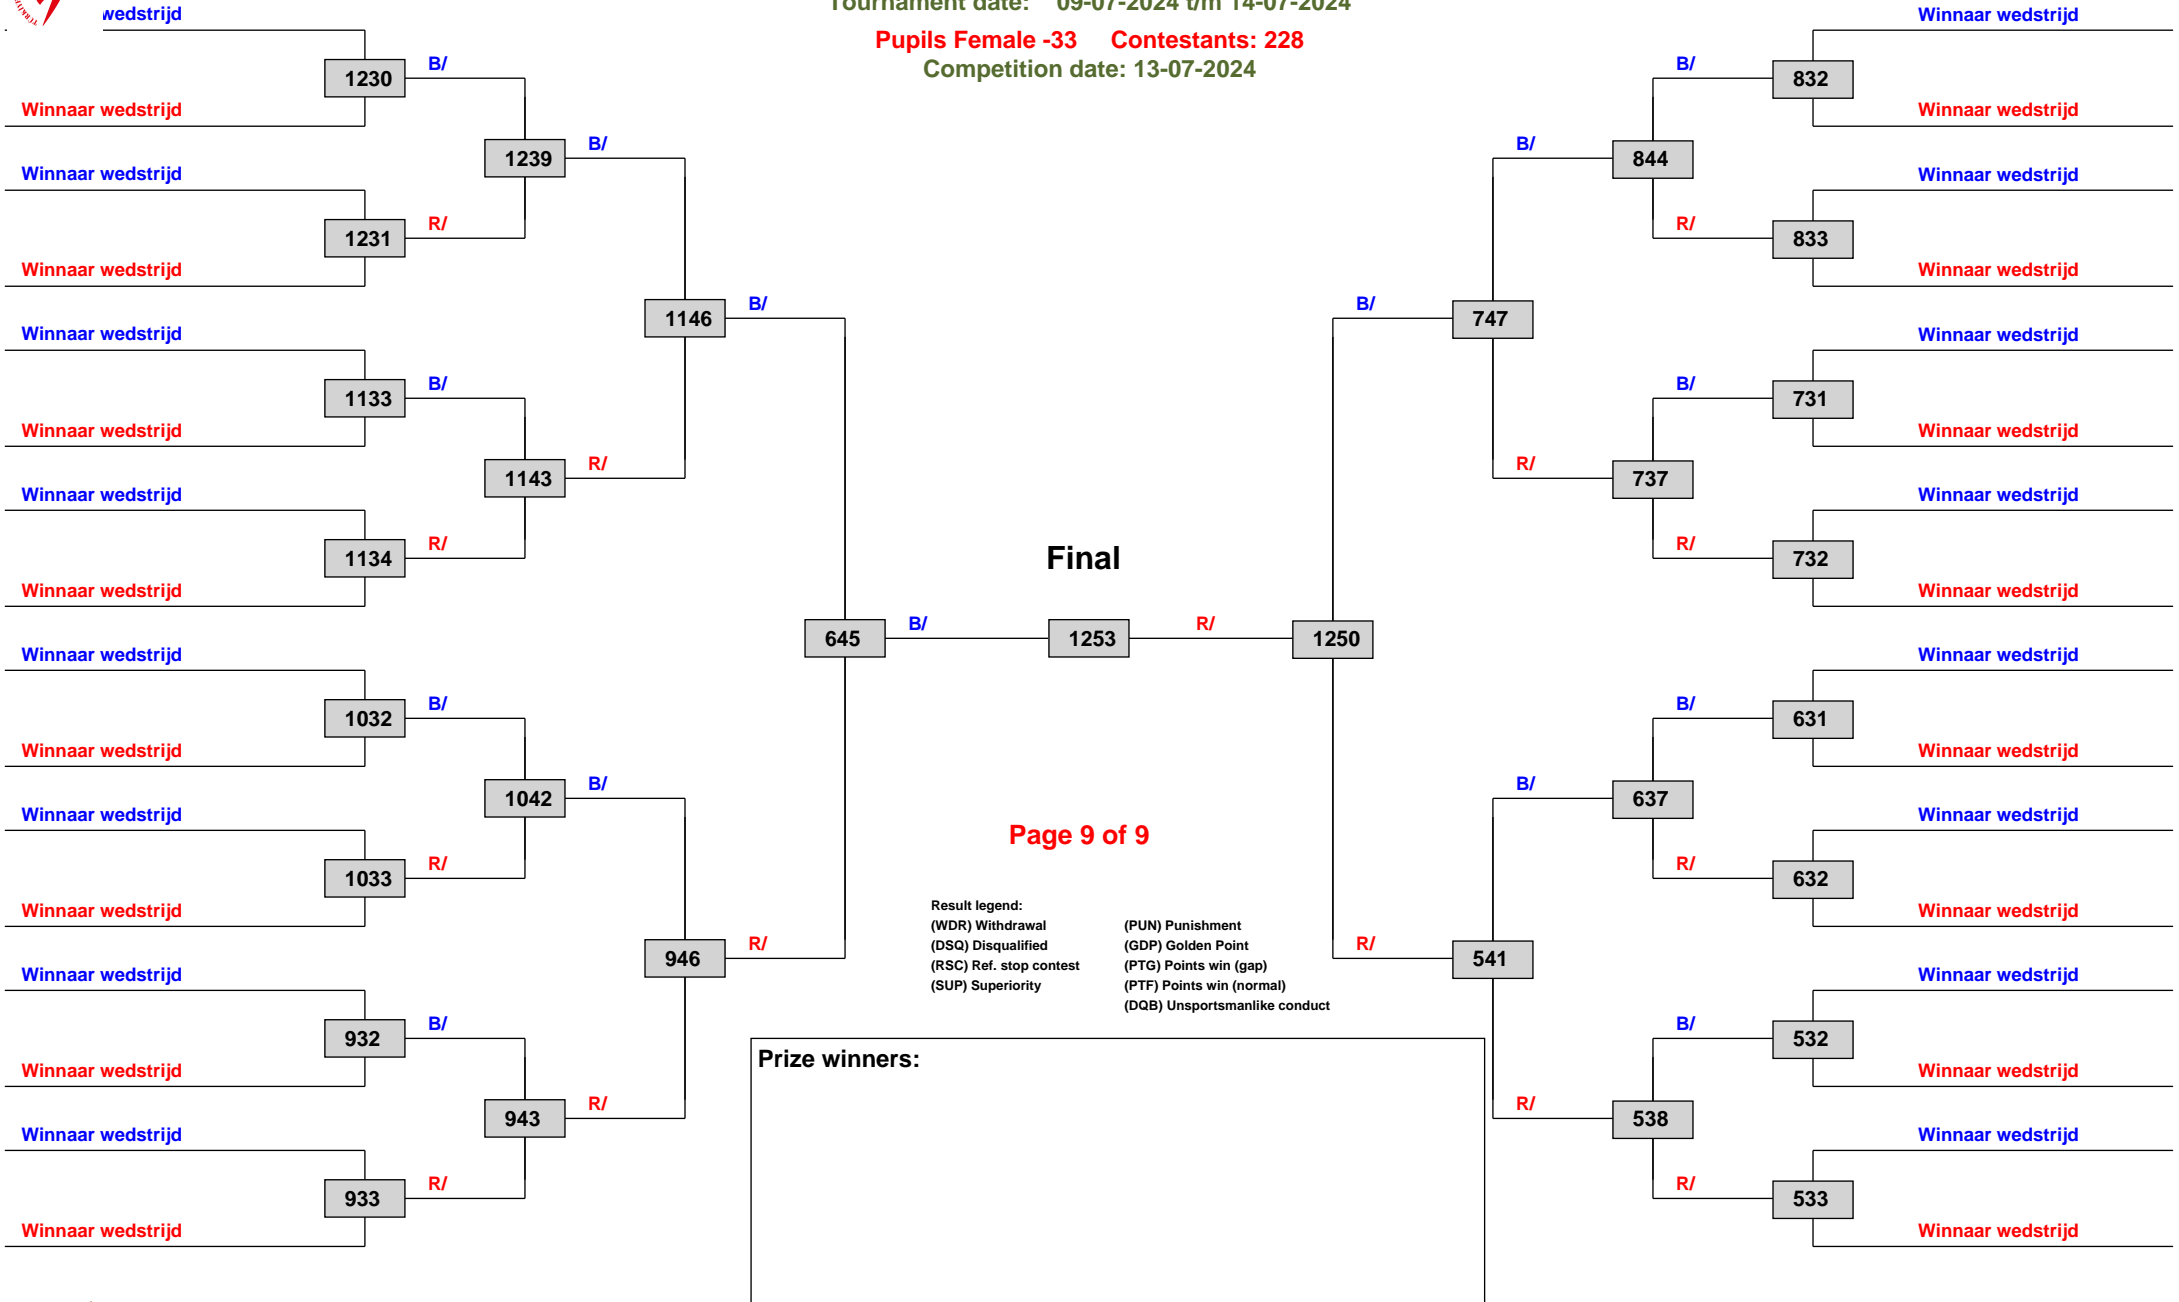 Tournament date: 09-07-2024 t/m 14-07-2024
Pupils Female -33 Contestants: 228
Competition date: 13-07-2024
wedstrijd
1230
B/
Winnaar wedstrijd
1239
B/
Winnaar wedstrijd
1231
R/
Winnaar wedstrijd
1146
B/
Winnaar wedstrijd
1133
B/
Winnaar wedstrijd
1143
R/
Winnaar wedstrijd
1134
R/
Winnaar wedstrijd
645
B/
Winnaar wedstrijd
1032
B/
Winnaar wedstrijd
1042
B/
Winnaar wedstrijd
1033
R/
Winnaar wedstrijd
946
R/
Winnaar wedstrijd
932
B/
Winnaar wedstrijd
943
R/
Winnaar wedstrijd
933
R/
Winnaar wedstrijd
Final
1253
R/
1250
Page 9 of 9
Result legend:
(WDR) Withdrawal (PUN) Punishment
(DSQ) Disqualified (GDP) Golden Point
(RSC) Ref. stop contest (PTG) Points win (gap)
(SUP) Superiority (PTF) Points win (normal)
(DQB) Unsportsmanlike conduct
Prize winners:
Winnaar wedstrijd
B/
832
Winnaar wedstrijd
B/
844
Winnaar wedstrijd
R/
833
Winnaar wedstrijd
B/
747
Winnaar wedstrijd
B/
731
Winnaar wedstrijd
R/
737
Winnaar wedstrijd
R/
732
Winnaar wedstrijd
Winnaar wedstrijd
B/
631
Winnaar wedstrijd
B/
637
Winnaar wedstrijd
R/
632
Winnaar wedstrijd
R/
541
Winnaar wedstrijd
B/
532
Winnaar wedstrijd
R/
538
Winnaar wedstrijd
R/
533
Winnaar wedstrijd